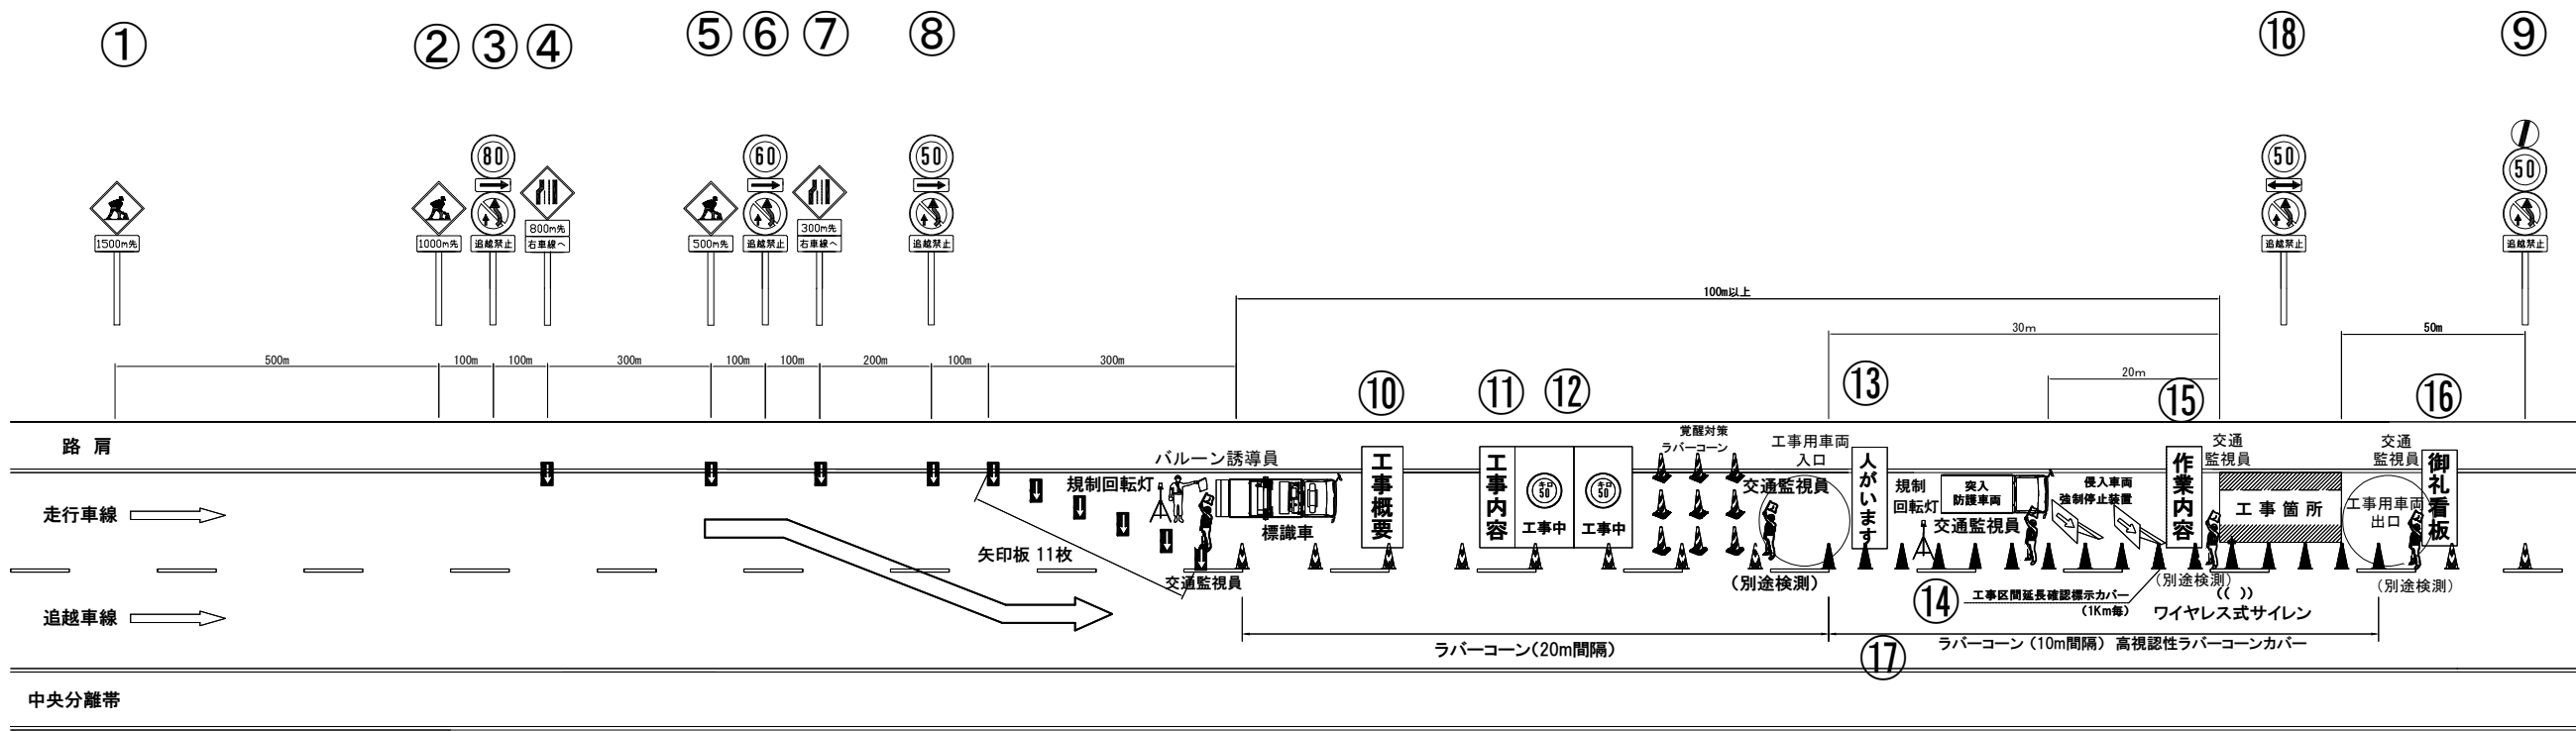 ① ② ③ ④ ⑤ ⑥ ⑦ ⑧ ⑱ ⑨
1500m先
1000m先
80
追越禁止
800m先
右車線へ
500m先
60
追越禁止
300m先
右車線へ
50
追越禁止
50
追越禁止
50
追越禁止
100m以上
30m
50m
20m
500m 100m 100m 300m 100m 100m 200m 100m 300m
⑩ ⑪ ⑫ ⑬ ⑮ ⑯
路肩
走行車線
追越車線
中央分離帯
矢印板 11枚
バルーン誘導員
規制回転灯
交通監視員
標識車
工事概要
工事内容
キロ
50
工事中
キロ
50
工事中
覚醒対策
ラバーコーン
工事用車両
入口
交通監視員
(別途検測)
人がいます
規制
回転灯
突入
防護車両
交通監視員
侵入車両
強制停止装置
作業内容
交通
監視員
工事箇所
(別途検測)
交通
監視員
御礼看板
工事用車両
出口
(別途検測)
⑭
工事区間延長確認標示カバー
(1Km毎)
(( ))
ワイヤレス式サイレン
ラバーコーン(20m間隔)
⑰
ラバーコーン (10m間隔) 高視認性ラバーコーンカバー